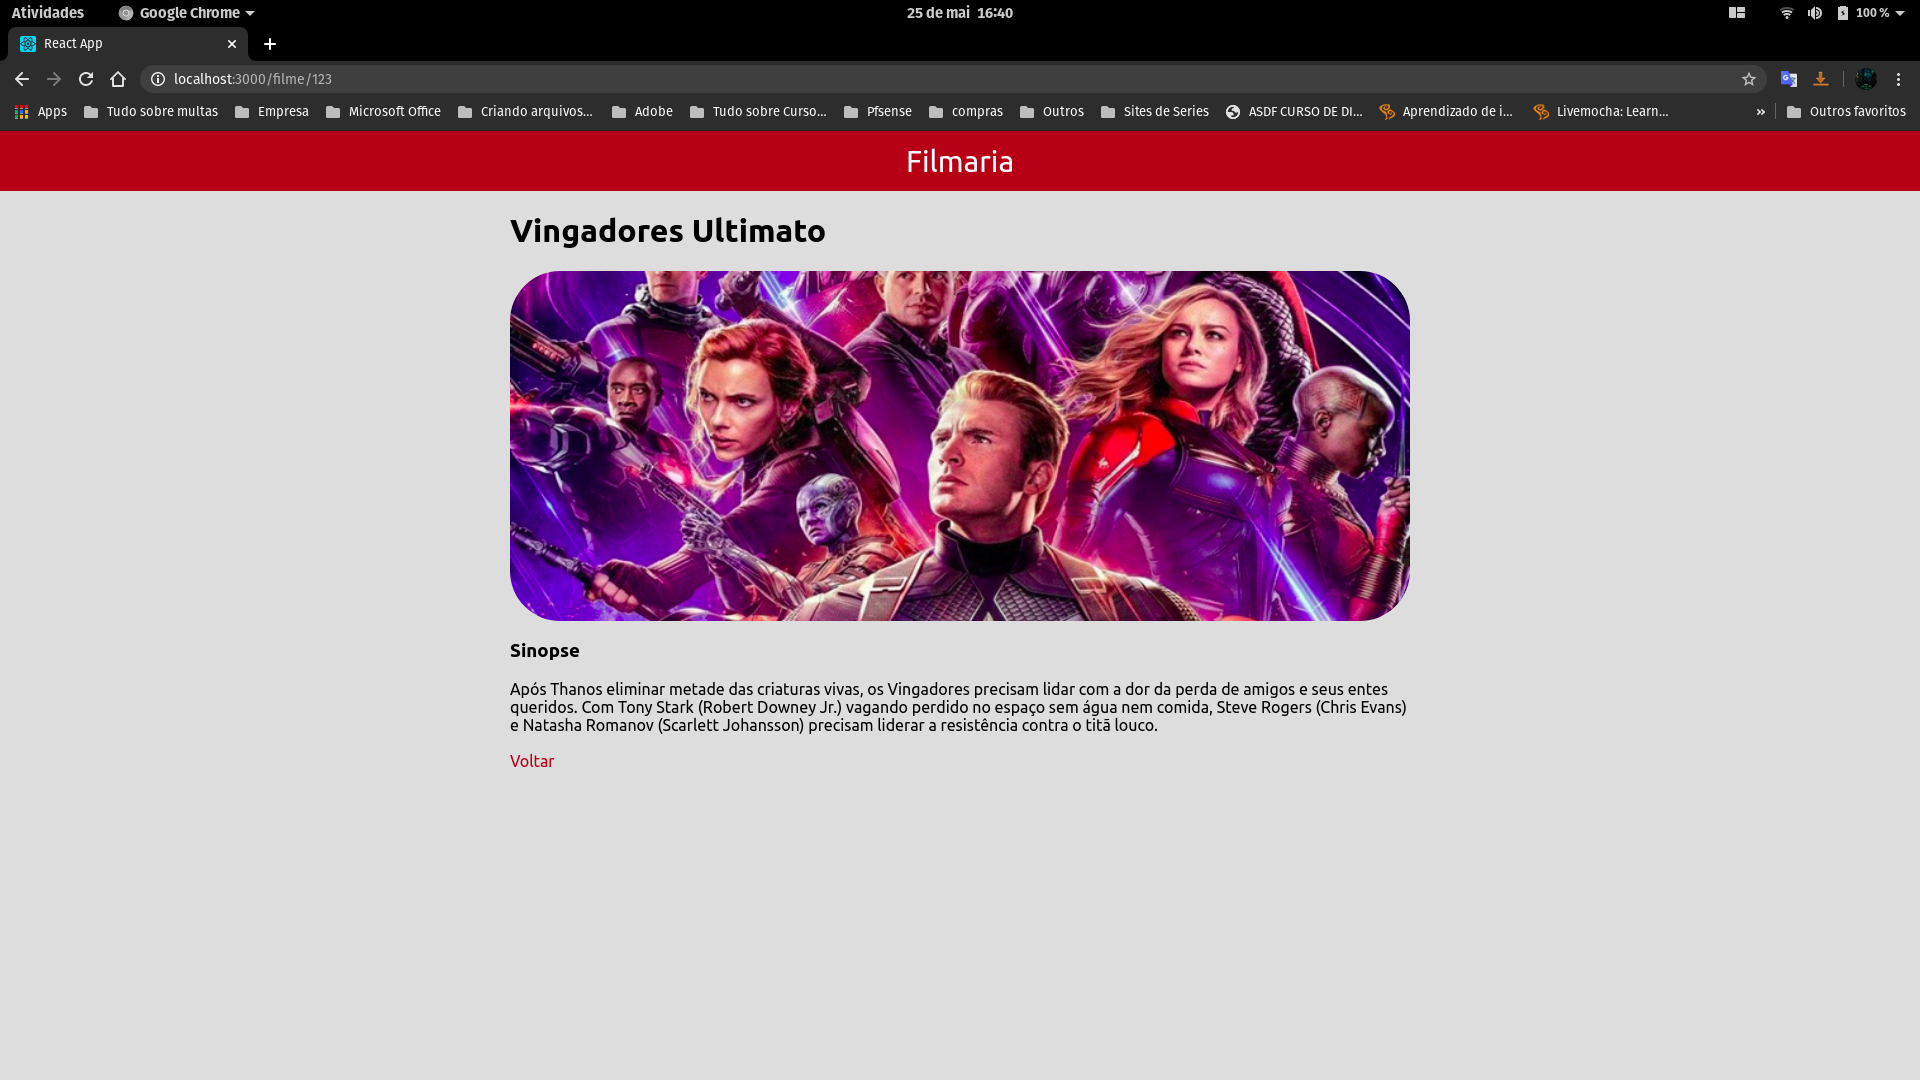 Atividades Google Chrome 25 de mai 16:40 100 %
React App
localhost:3000/filme/123
Apps Tudo sobre multas Empresa Microsoft Office Criando arquivos... Adobe Tudo sobre Curso... Pfsense compras Outros Sites de Series ASDF CURSO DE DI... Aprendizado de i... Livemocha: Learn... » Outros favoritos
Filmaria
Vingadores Ultimato
Sinopse
Após Thanos eliminar metade das criaturas vivas, os Vingadores precisam lidar com a dor da perda de amigos e seus entes
queridos. Com Tony Stark (Robert Downey Jr.) vagando perdido no espaço sem água nem comida, Steve Rogers (Chris Evans)
e Natasha Romanov (Scarlett Johansson) precisam liderar a resistência contra o titã louco.
Voltar